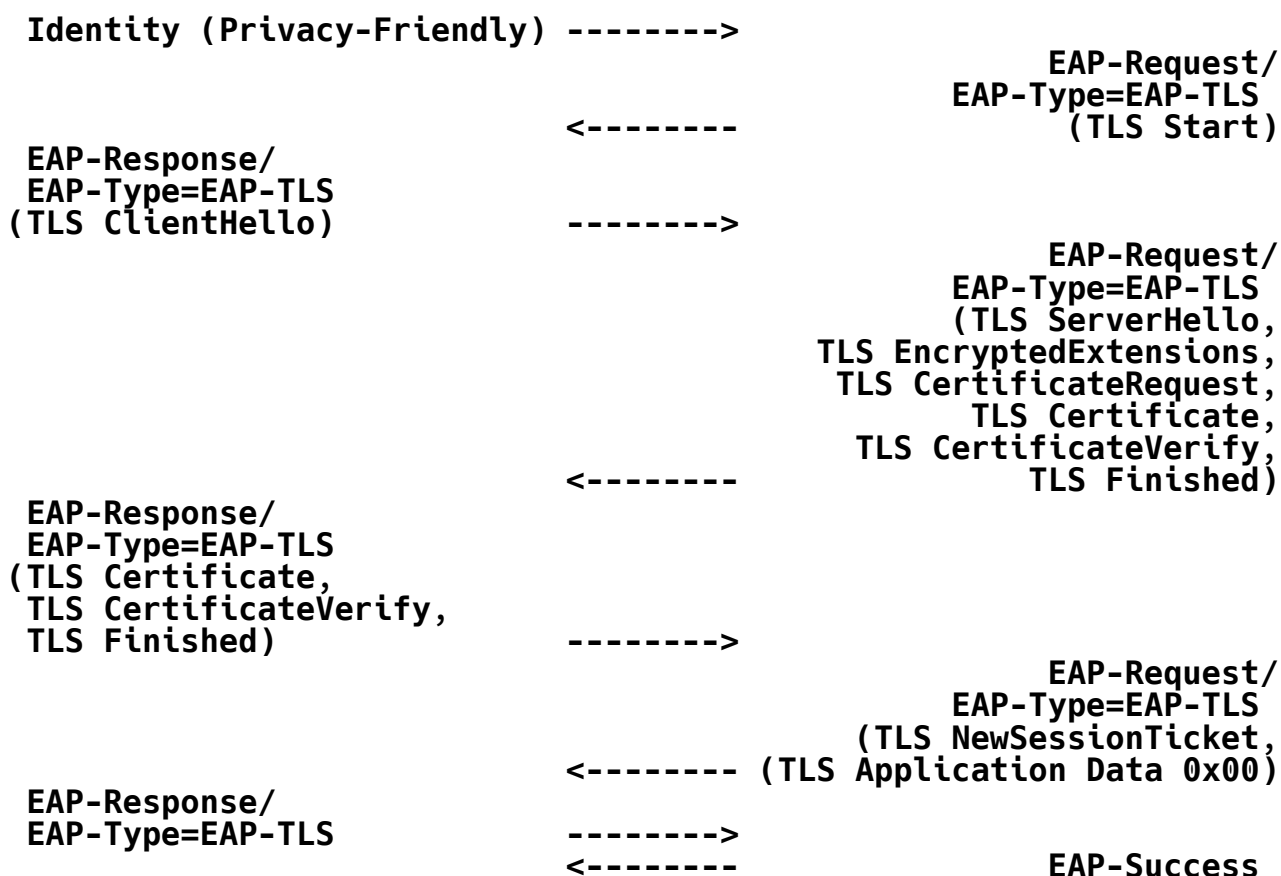 Identity (Privacy-Friendly) -------->
EAP-Request/
EAP-Type=EAP-TLS
<-------- (TLS Start)
EAP-Response/
EAP-Type=EAP-TLS
(TLS ClientHello) -------->
EAP-Request/
EAP-Type=EAP-TLS
(TLS ServerHello,
TLS EncryptedExtensions,
TLS CertificateRequest,
TLS Certificate,
TLS CertificateVerify,
<-------- TLS Finished)
EAP-Response/
EAP-Type=EAP-TLS
(TLS Certificate,
TLS CertificateVerify,
TLS Finished) -------->
EAP-Request/
EAP-Type=EAP-TLS
(TLS NewSessionTicket,
<-------- (TLS Application Data 0x00)
EAP-Response/
EAP-Type=EAP-TLS -------->
<-------- EAP-Success